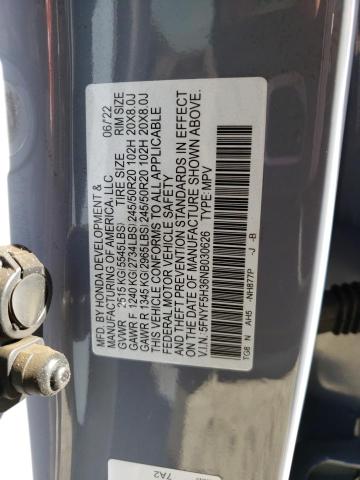 MFD. BY HONDA DEVELOPMENT & 06/22
MANUFACTURING OF AMERICA, LLC
GVWR 2515 KG(5545LBS) TIRE SIZE RIM SIZE
GAWR F 1240 KG(2734LBS) 245/50R20 102H 20X8.0J
GAWR R 1345 KG(2965LBS) 245/50R20 102H 20X8.0J
THIS VEHICLE CONFORMS TO ALL APPLICABLE
FEDERAL MOTOR VEHICLE SAFETY
AND THEFT PREVENTION STANDARDS IN EFFECT
ON THE DATE OF MANUFACTURE SHOWN ABOVE.
V.I.N. 5FNYF5H36NB030626 TYPE: MPV
TG8 N AH5 -NH877P -J -B
7A2